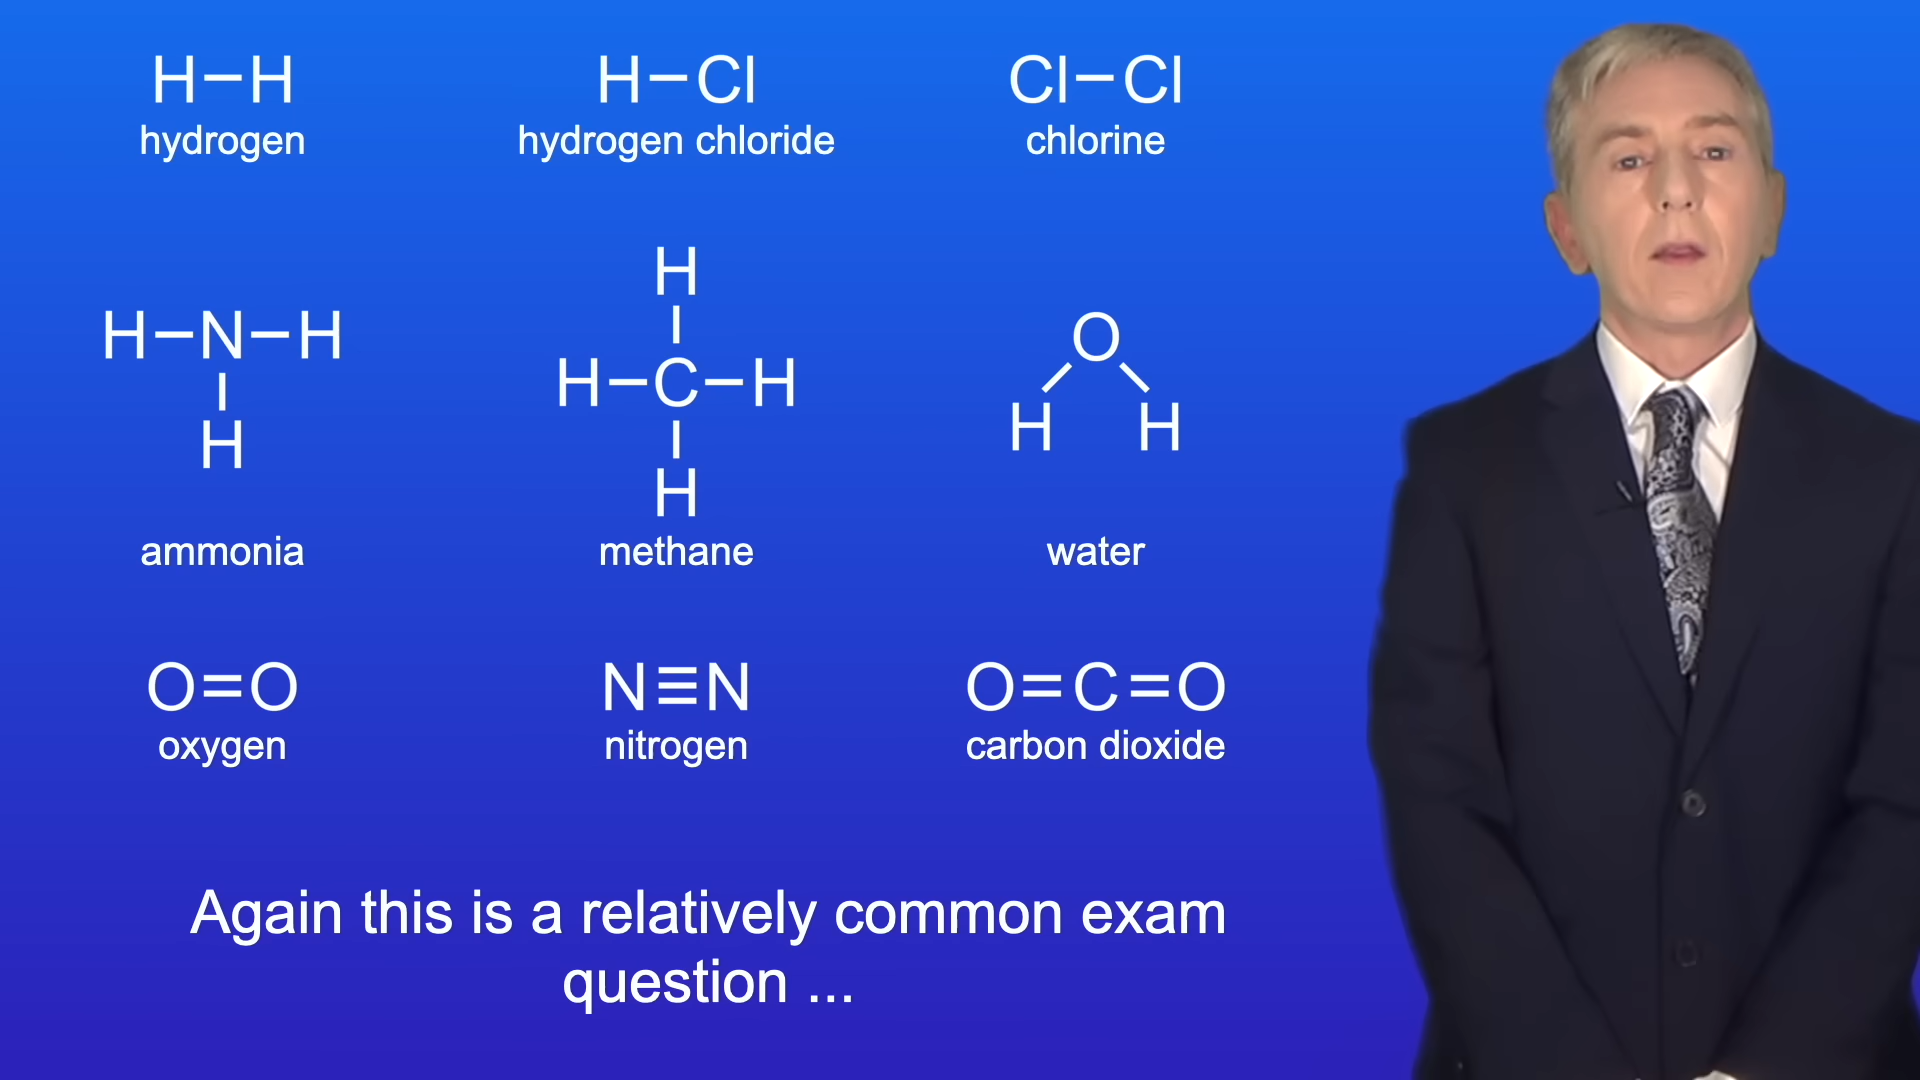 H−H
hydrogen
H−Cl
hydrogen chloride
Cl−Cl
chlorine
H−N−H
H
ammonia
H
H−C−H
H
methane
O
H H
water
O=O
oxygen
N≡N
nitrogen
O=C=O
carbon dioxide
Again this is a relatively common exam
question ...